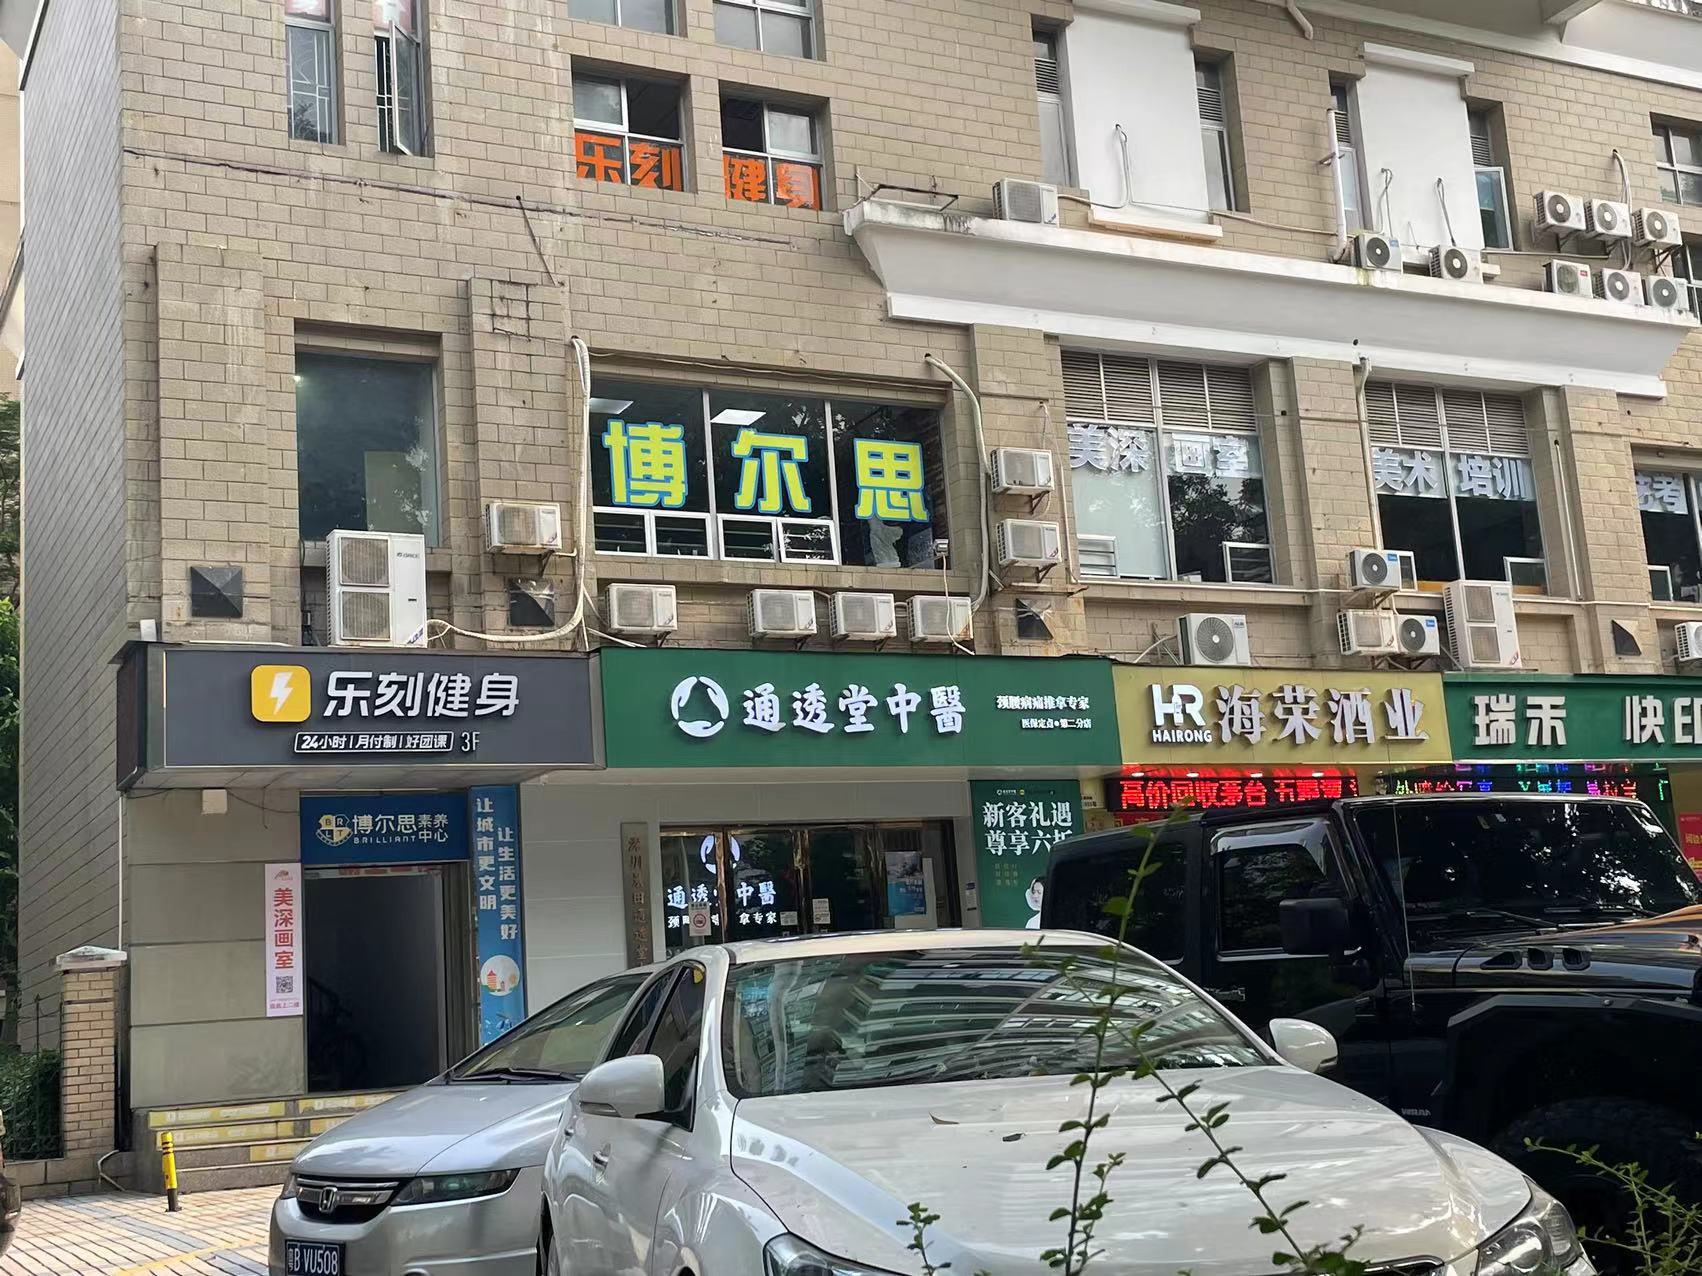 乐刻
健身
博尔思
美深 画室
美术 培训
乐刻健身
24小时 | 月付制 | 好团课 3F
通透堂中醫
颈腰病痛推拿专家
医保定点●第二分店
HR
HAIRONG
海荣酒业
瑞禾 快印
高价回收茅台 五
新客礼遇
尊享六折
博尔思素养中心
BRILLIANT
让城市更文明
让生活更美好
美深画室
通透堂中醫
B VU508